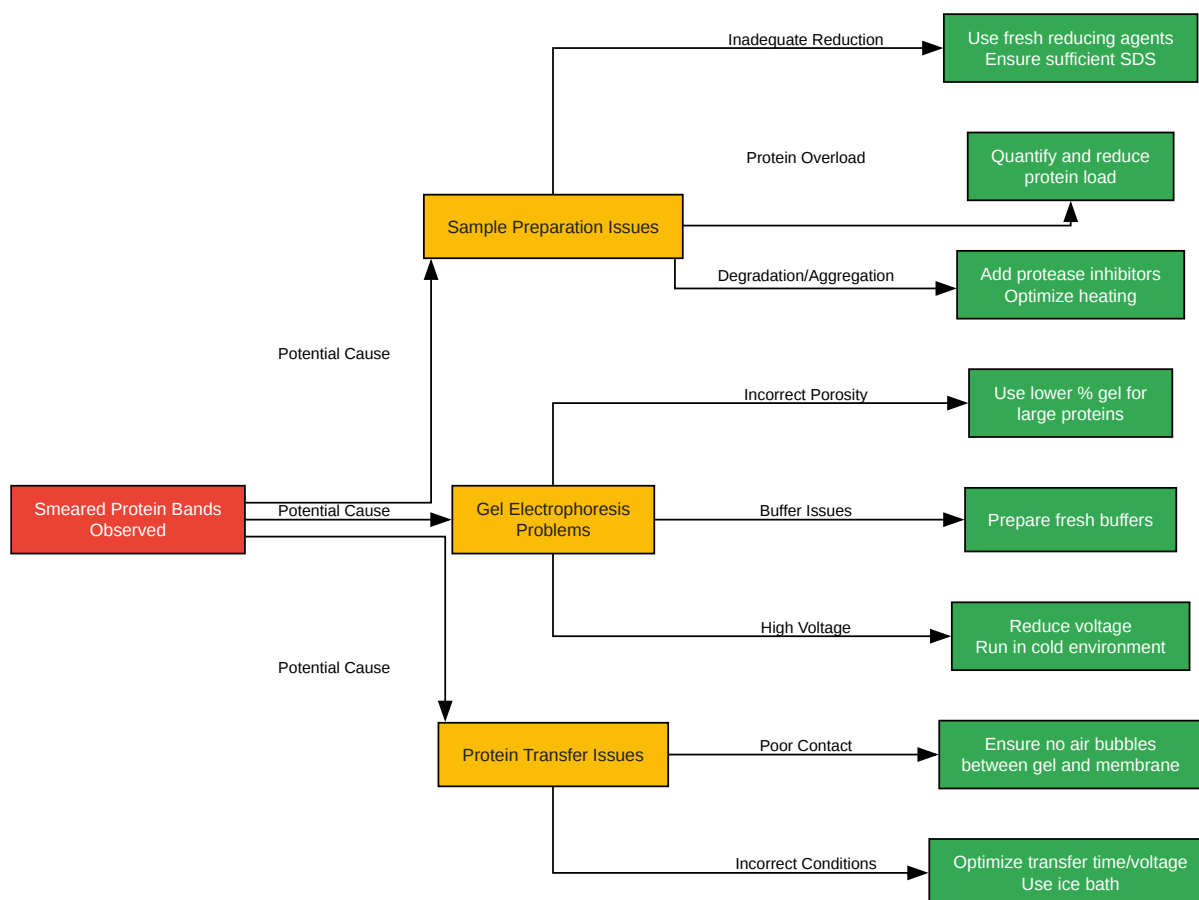 Inadequate Reduction
Use fresh reducing agents
Ensure sufficient SDS
Protein Overload
Quantify and reduce
protein load
Sample Preparation Issues
Degradation/Aggregation
Add protease inhibitors
Optimize heating
Potential Cause
Incorrect Porosity
Use lower % gel for
large proteins
Smeared Protein Bands
Observed
Potential Cause
Gel Electrophoresis
Problems
Buffer Issues
Prepare fresh buffers
High Voltage
Reduce voltage
Run in cold environment
Potential Cause
Protein Transfer Issues
Poor Contact
Ensure no air bubbles
between gel and membrane
Incorrect Conditions
Optimize transfer time/voltage
Use ice bath